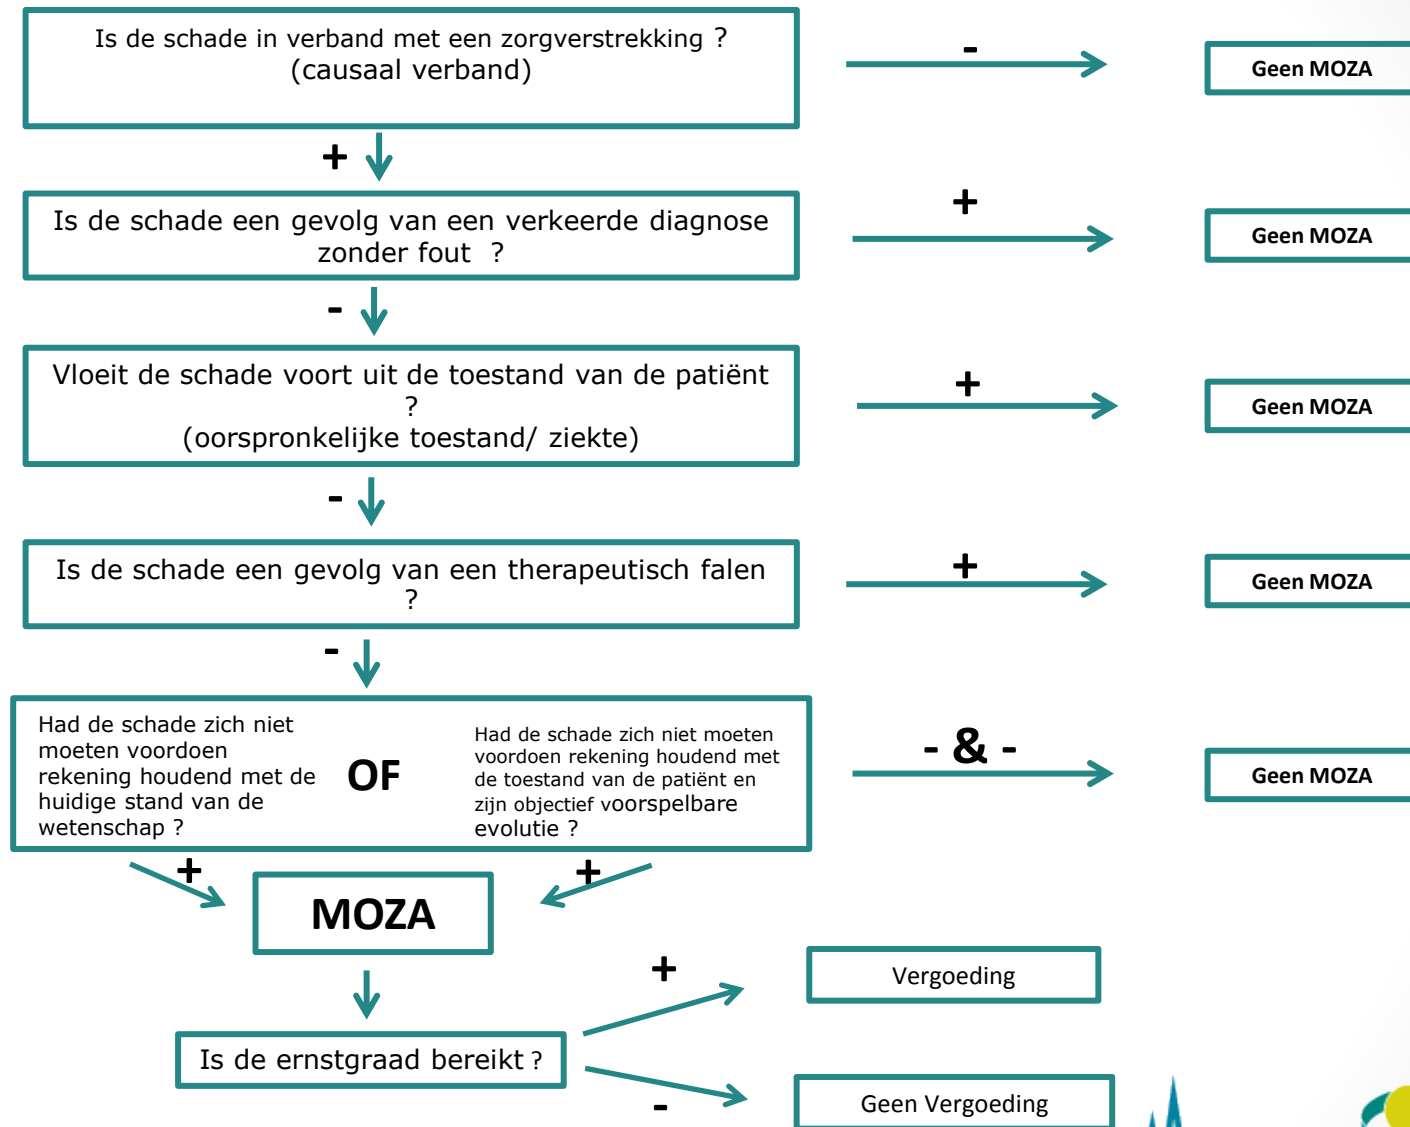 Is de schade in verband met een zorgverstrekking ?
(causaal verband)
-
Geen MOZA
+
Is de schade een gevolg van een verkeerde diagnose
zonder fout ?
+
Geen MOZA
-
Vloeit de schade voort uit de toestand van de patiënt
?
(oorspronkelijke toestand/ ziekte)
+
Geen MOZA
-
Is de schade een gevolg van een therapeutisch falen
?
+
Geen MOZA
-
Had de schade zich niet
moeten voordoen
rekening houdend met de
huidige stand van de
wetenschap ?
OF
Had de schade zich niet moeten
voordoen rekening houdend met
de toestand van de patiënt en
zijn objectief voorspelbare
evolutie ?
- & -
Geen MOZA
+
+
MOZA
Is de ernstgraad bereikt ?
+
Vergoeding
-
Geen Vergoeding